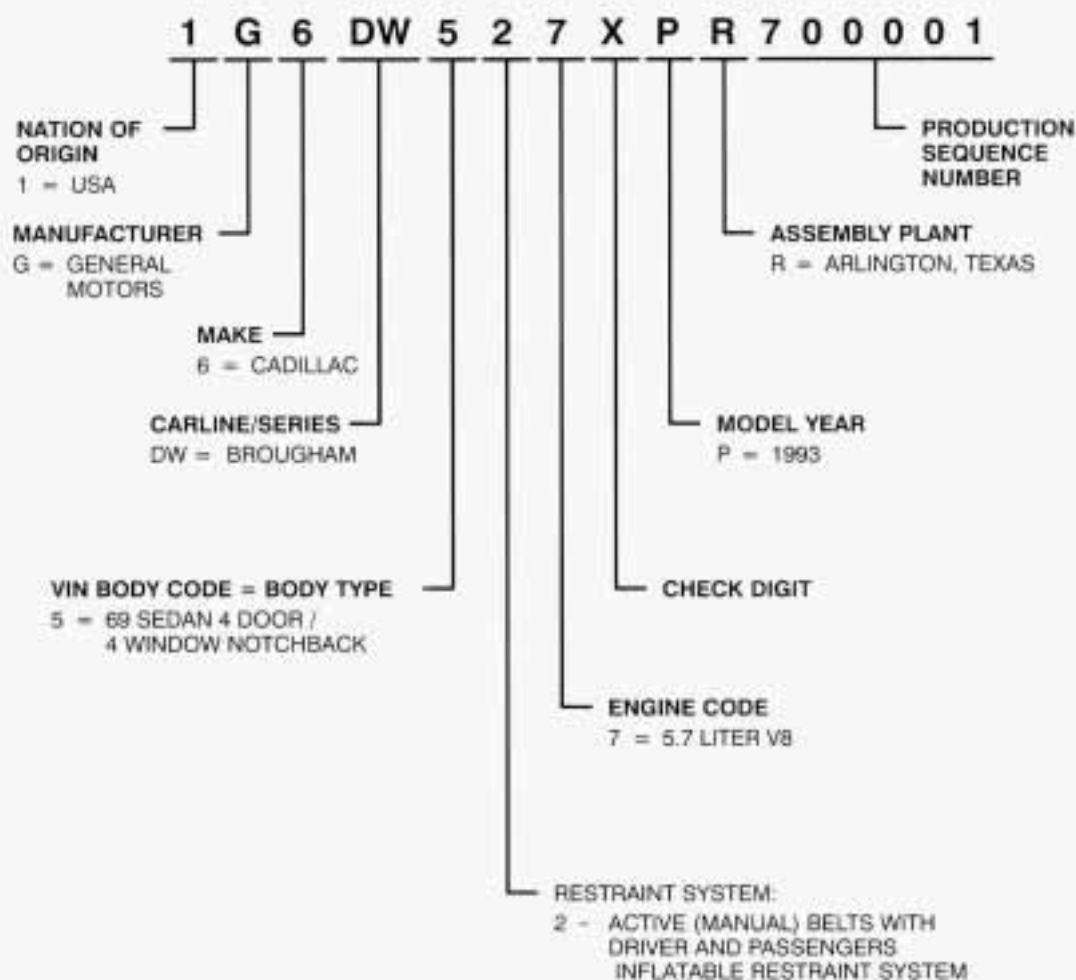 1 G 6 DW 5 2 7 X P R 7 0 0 0 0 1
NATION OF
ORIGIN
1 = USA
PRODUCTION
SEQUENCE
NUMBER
MANUFACTURER
G = GENERAL
MOTORS
ASSEMBLY PLANT
R = ARLINGTON, TEXAS
MAKE
6 = CADILLAC
CARLINE/SERIES
DW = BROUGHAM
MODEL YEAR
P = 1993
VIN BODY CODE = BODY TYPE
5 = 69 SEDAN 4 DOOR /
4 WINDOW NOTCHBACK
CHECK DIGIT
ENGINE CODE
7 = 5.7 LITER V8
RESTRAINT SYSTEM:
2 - ACTIVE (MANUAL) BELTS WITH
DRIVER AND PASSENGERS
INFLATABLE RESTRAINT SYSTEM